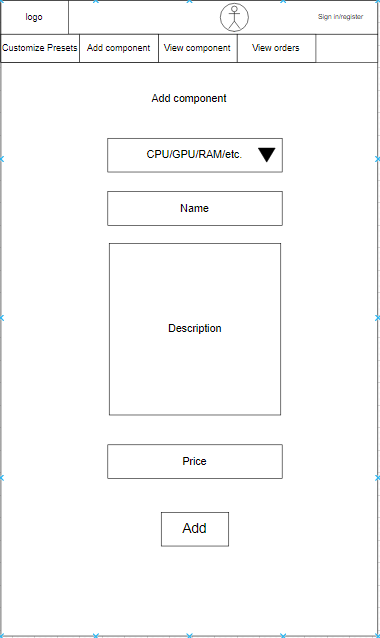 logo
Sign in/register
Customize Presets
Add component
View component
View orders
Add component
CPU/GPU/RAM/etc.
Name
Description
Price
Add